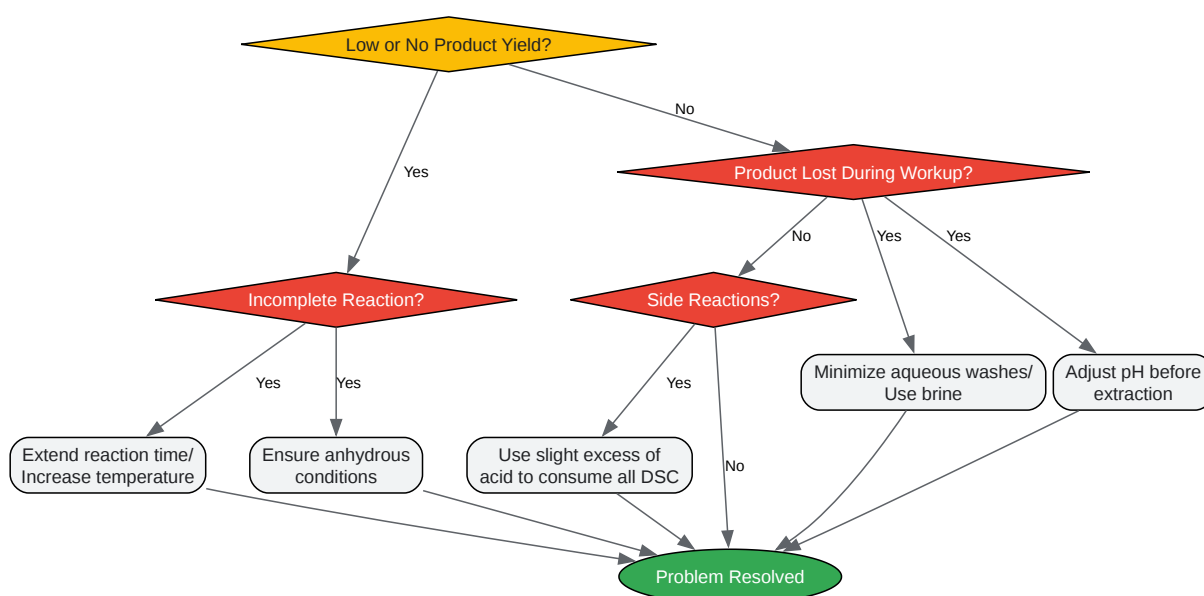 Low or No Product Yield?
No
Yes
Product Lost During Workup?
No
Yes
Yes
Incomplete Reaction?
Side Reactions?
Minimize aqueous washes/
Use brine
Adjust pH before
extraction
Yes
Yes
Yes
Extend reaction time/
Increase temperature
Ensure anhydrous
conditions
Use slight excess of
acid to consume all DSC
No
Problem Resolved